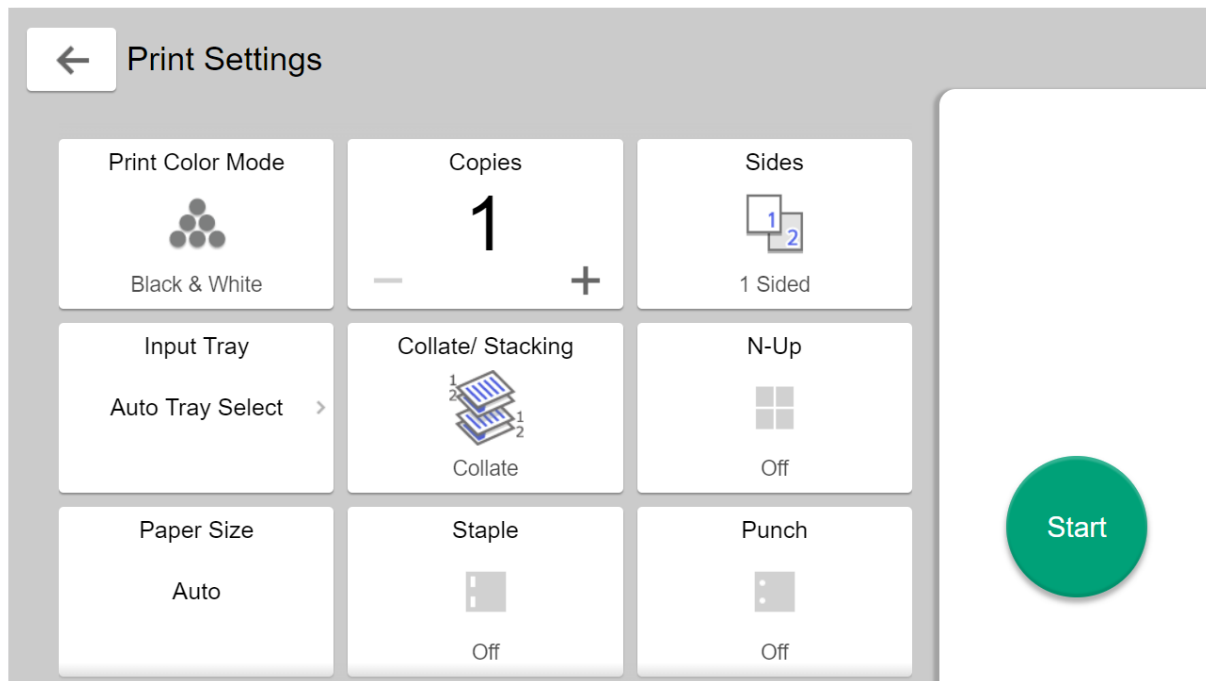 Print Settings
Print Color Mode
Black & White
Copies
1
Sides
1
2
1 Sided
Input Tray
Auto Tray Select
Collate/ Stacking
1
2
1
2
Collate
N-Up
Off
Paper Size
Auto
Staple
Off
Punch
Off
Start